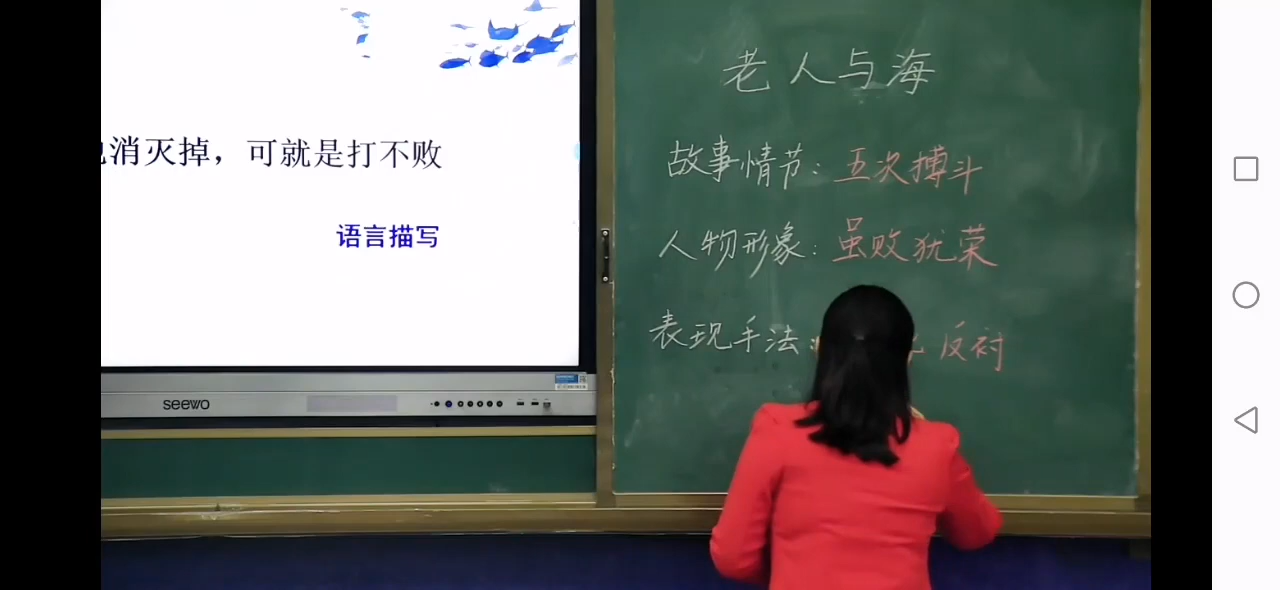 消灭掉，可就是打不败
语言描写
seewo
老人与海
故事情节：五次搏斗
人物形象：虽败犹荣
表现手法： 反衬